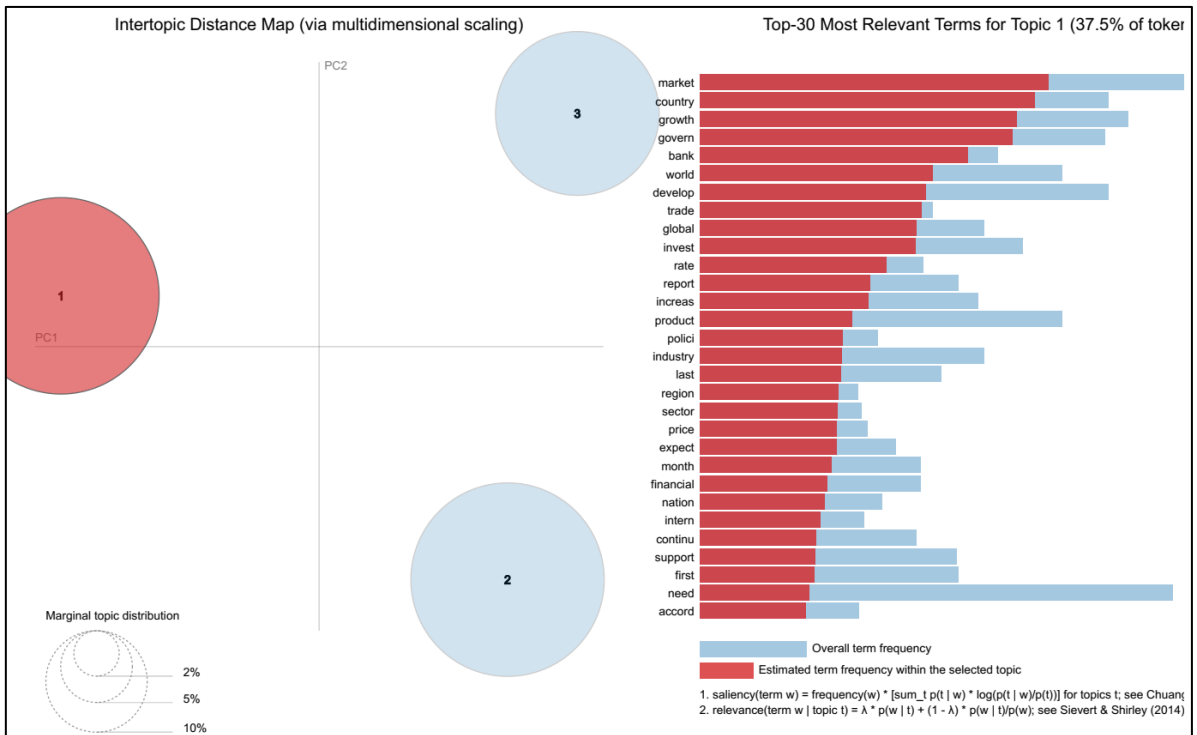 Intertopic Distance Map (via multidimensional scaling)
PC2
3
1
PC1
2
Marginal topic distribution
2%
5%
10%
Top-30 Most Relevant Terms for Topic 1 (37.5% of token
market
country
growth
govern
bank
world
develop
trade
global
invest
rate
report
increas
product
polici
industry
last
region
sector
price
expect
month
financial
nation
intern
continu
support
first
need
accord
Overall term frequency
Estimated term frequency within the selected topic
1. saliency(term w) = frequency(w) * [sum_t p(t | w) * log(p(t | w)/p(t))] for topics t; see Chuang
2. relevance(term w | topic t) = λ * p(w | t) + (1 - λ) * p(w | t)/p(w); see Sievert & Shirley (2014)